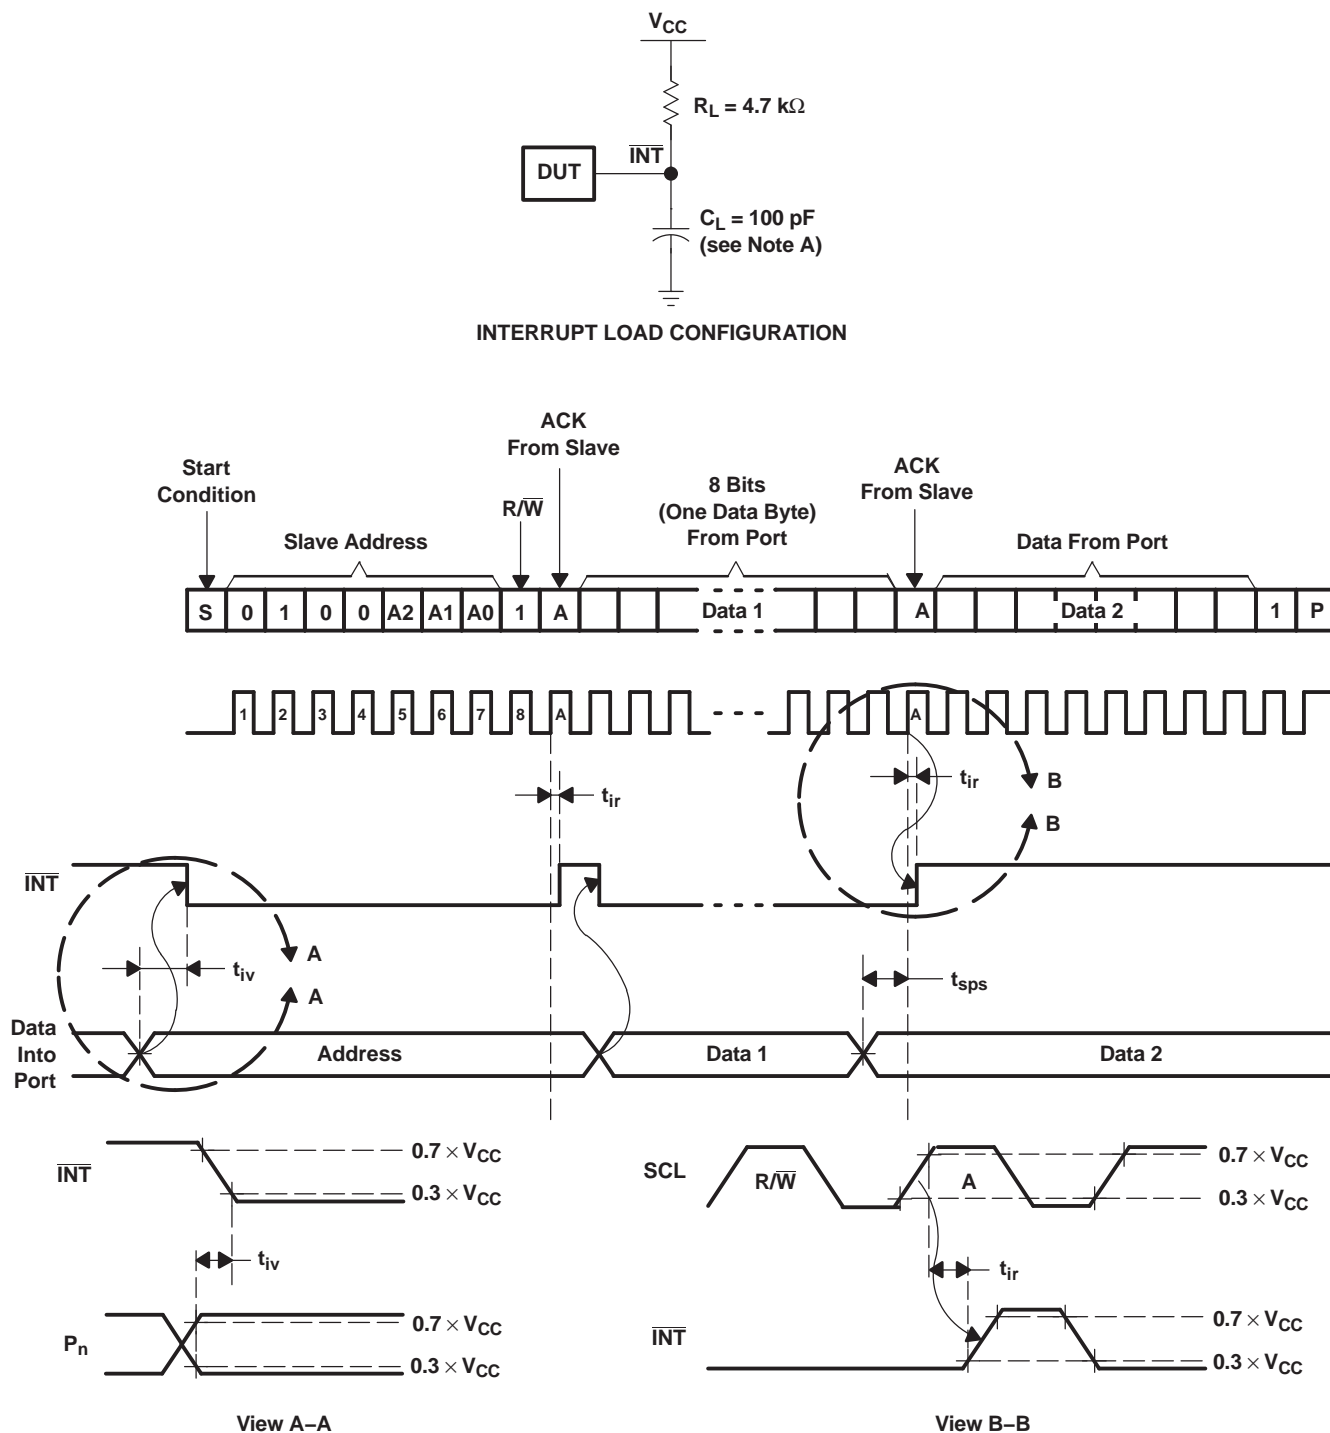 VCC
RL = 4.7 kΩ
INT
DUT
CL = 100 pF
(see Note A)
INTERRUPT LOAD CONFIGURATION
ACK
From Slave
Start
Condition
R/W
8 Bits
(One Data Byte)
From Port
ACK
From Slave
Slave Address
Data From Port
S 0 1 0 0 A2 A1 A0 1 A Data 1 A Data 2 1 P
1 2 3 4 5 6 7 8 A A
tir
tir
B
B
INT
A
tiv
A
tsps
Data
Into
Port
Address
Data 1
Data 2
INT
0.7 × VCC
0.3 × VCC
tiv
Pn
0.7 × VCC
0.3 × VCC
View A–A
SCL
R/W
A
0.7 × VCC
0.3 × VCC
tir
INT
0.7 × VCC
0.3 × VCC
View B–B